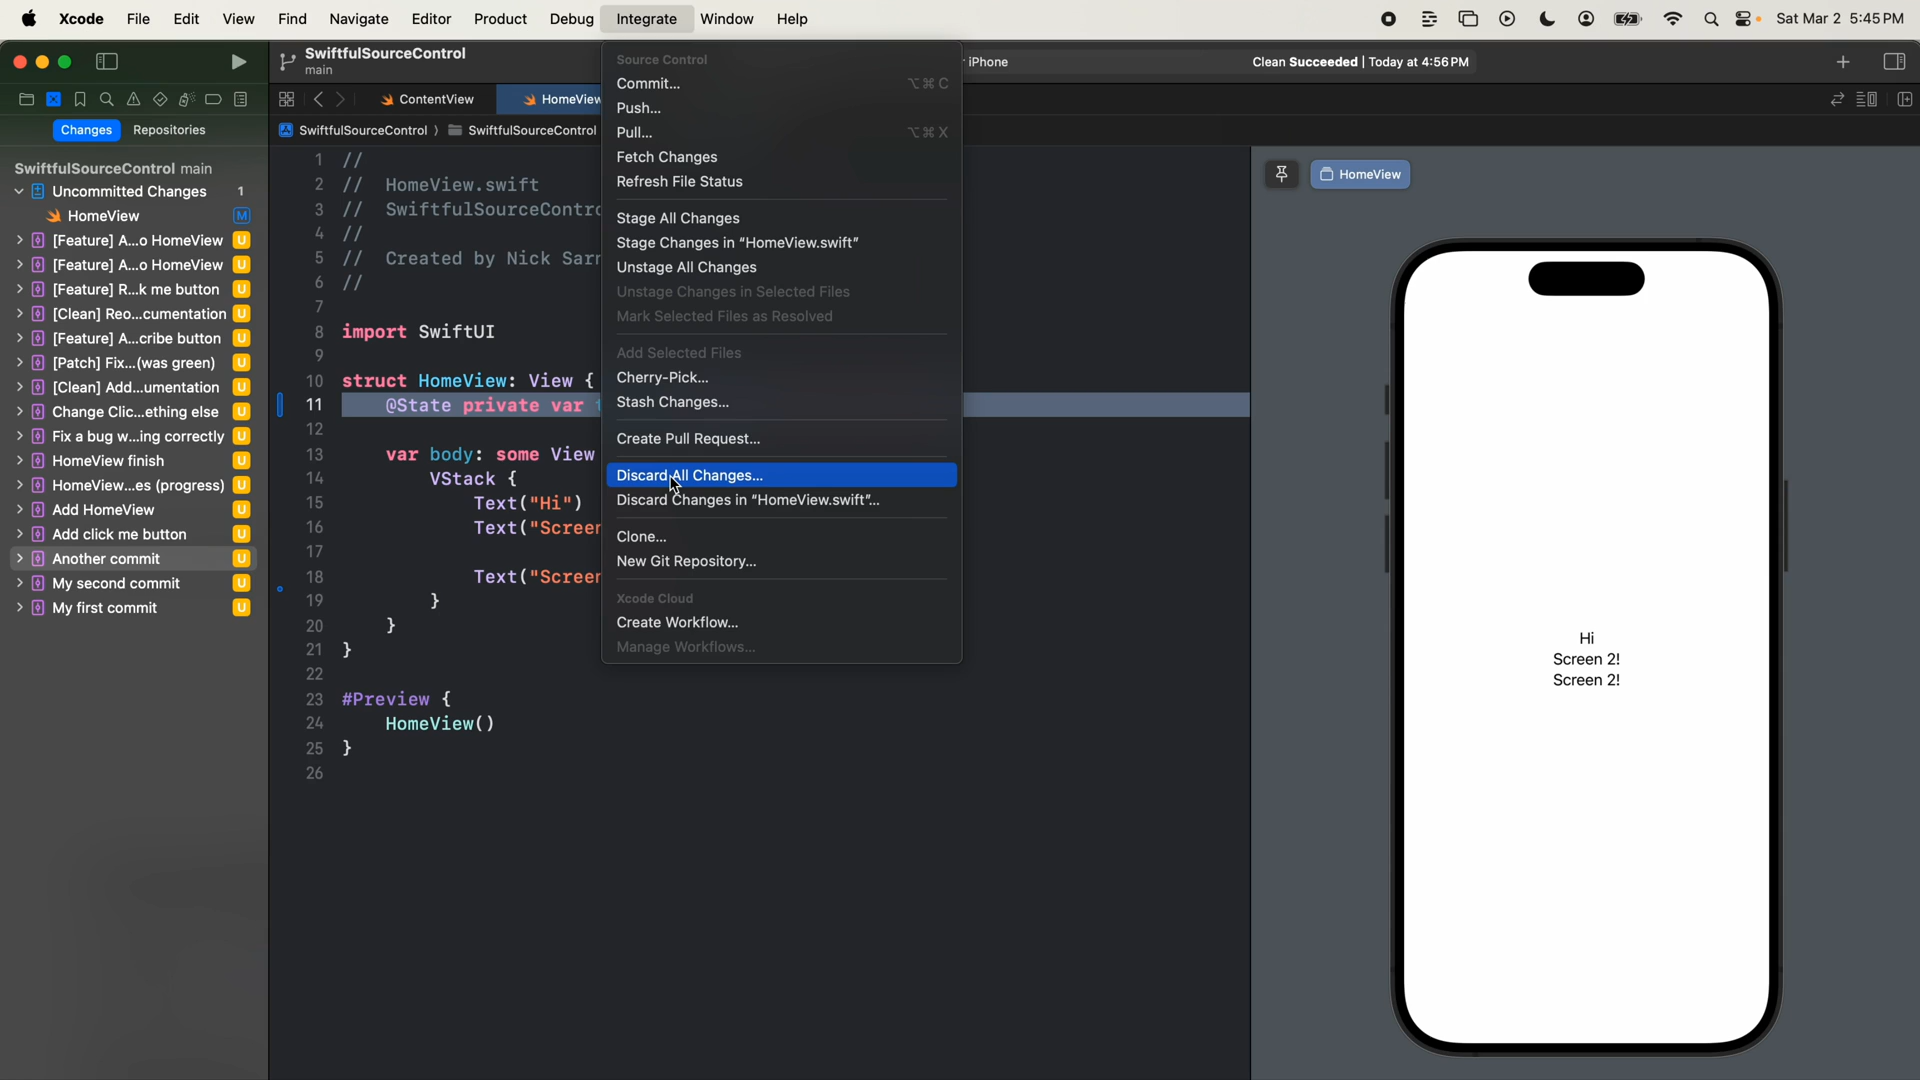 Xcode File Edit View Find Navigate Editor Product Debug Integrate Window Help Sat Mar 2 5:45 PM
SwiftfulSourceControl
main
iPhone
Clean Succeeded | Today at 4:56 PM
ContentView
HomeView
Changes Repositories
SwiftfulSourceControl 〉 SwiftfulSourceControl
SwiftfulSourceControl main
Uncommitted Changes 1
HomeView M
[Feature] A...o HomeView U
[Feature] A...o HomeView U
[Feature] R...k me button U
[Clean] Reo...cumentation U
[Feature] A...cribe button U
[Patch] Fix...(was green) U
[Clean] Add...umentation U
Change Clic...ething else U
Fix a bug w...ing correctly U
HomeView finish U
HomeView...es (progress) U
Add HomeView U
Add click me button U
Another commit U
My second commit U
My first commit U
1 //
2 // HomeView.swift
3 // SwiftfulSourceContro
4 //
5 // Created by Nick Sarn
6 //
7
8 import SwiftUI
9
10 struct HomeView: View {
11 @State private var
12
13 var body: some View
14 VStack {
15 Text("Hi")
16 Text("Screen
17
18 Text("Screen
19 }
20 }
21 }
22
23 #Preview {
24 HomeView()
25 }
26
Source Control
Commit... ⌥⌘C
Push...
Pull... ⌥⌘X
Fetch Changes
Refresh File Status
Stage All Changes
Stage Changes in “HomeView.swift”
Unstage All Changes
Unstage Changes in Selected Files
Mark Selected Files as Resolved
Add Selected Files
Cherry-Pick...
Stash Changes...
Create Pull Request...
Discard All Changes...
Discard Changes in “HomeView.swift”...
Clone...
New Git Repository...
Xcode Cloud
Create Workflow...
Manage Workflows...
HomeView
Hi
Screen 2!
Screen 2!